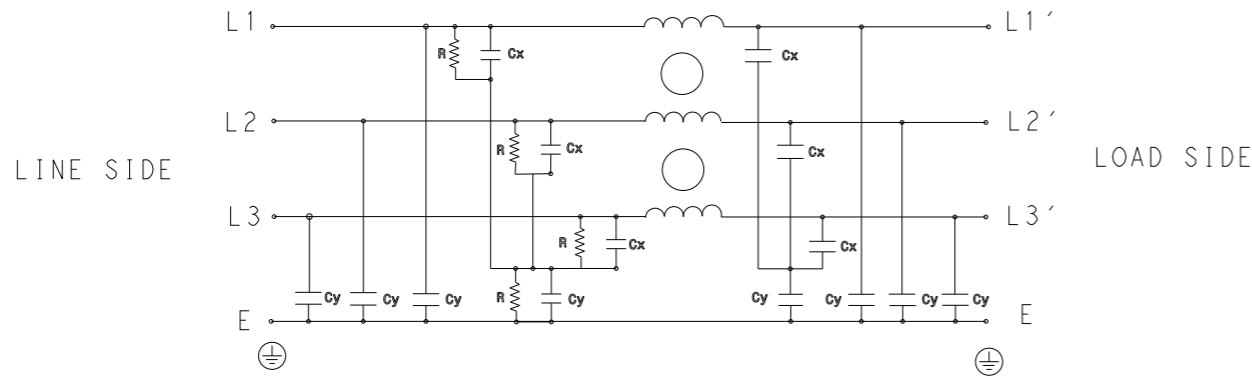 L1 L1′
R Cx Cx
L2 L2′
R Cx Cx
LINE SIDE LOAD SIDE
L3 L3′
R Cx Cx
Cy Cy Cy R Cy Cy Cy Cy Cy
E E